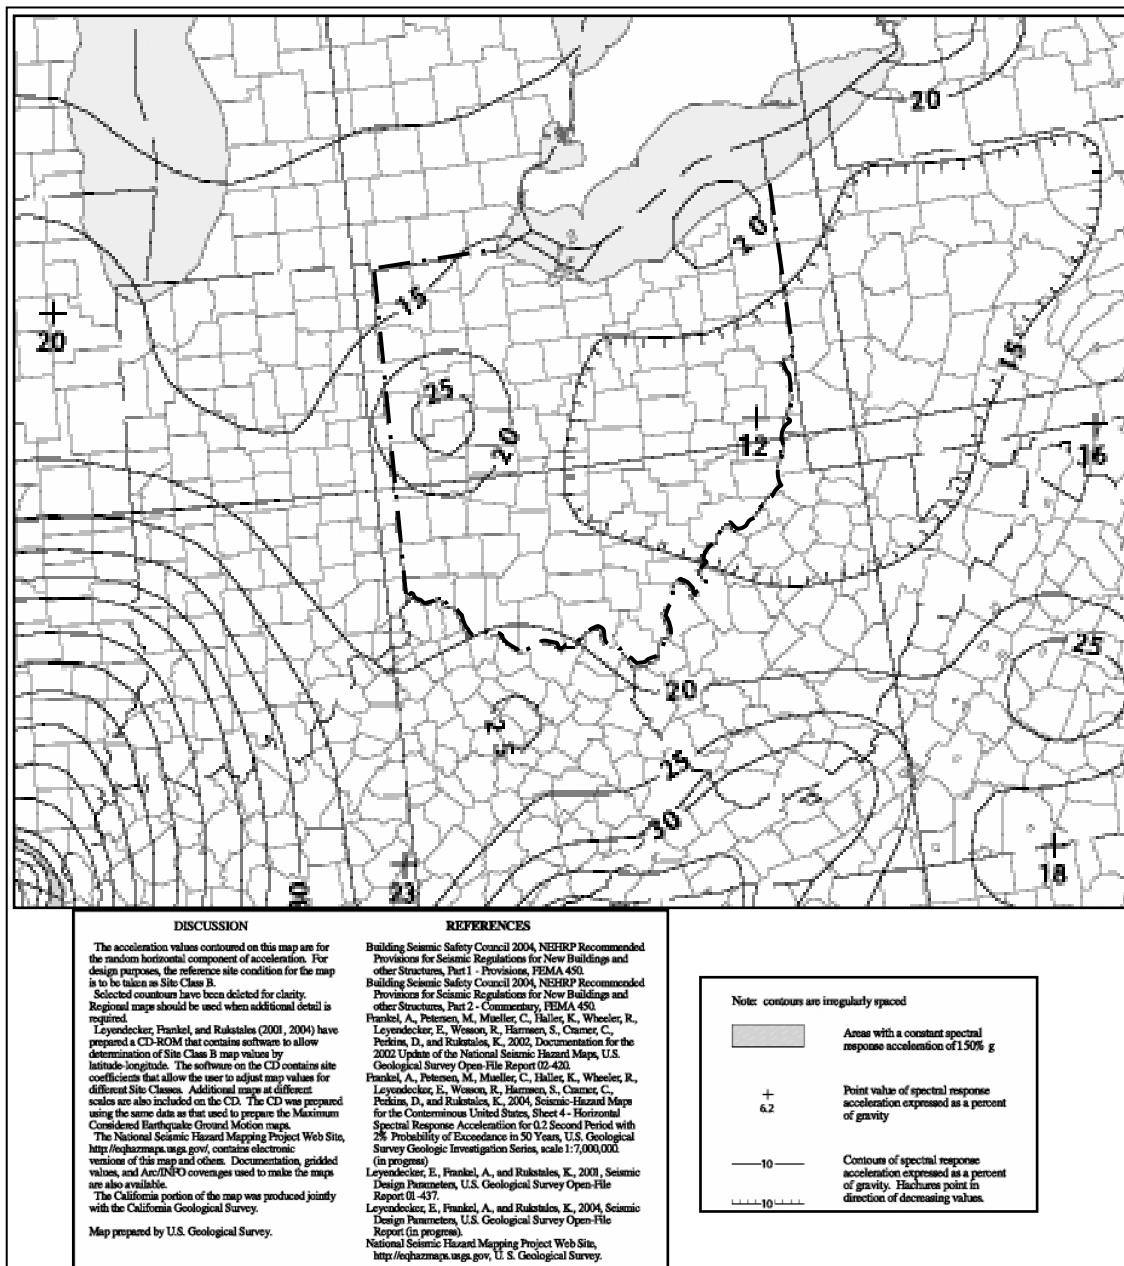 20
20
15
15
20
25
20
12
16
25
20
25
25
30
18
23
DISCUSSION
The acceleration values contoured on this map are for
the random horizontal component of acceleration. For
design purposes, the reference site condition for the map
is to be taken as Site Class B.
Selected countours have been deleted for clarity.
Regional maps should be used when additional detail is
required.
Leyendecker, Frankel, and Rukstales (2001, 2004) have
prepared a CD-ROM that contains software to allow
determination of Site Class B map values by
latitude-longitude. The software on the CD contains site
coefficients that allow the user to adjust map values for
different Site Classes. Additional maps at different
scales are also included on the CD. The CD was prepared
using the same data as that used to prepare the Maximum
Considered Earthquake Ground Motion maps.
The National Seismic Hazard Mapping Project Web Site,
http://eqhazmaps.usgs.gov/, contains electronic
versions of this map and others. Documentation, gridded
values, and Arc/INFO coverages used to make the maps
are also available.
The California portion of the map was produced jointly
with the California Geological Survey.
Map prepared by U.S. Geological Survey.
REFERENCES
Building Seismic Safety Council 2004, NEHRP Recommended
Provisions for Seismic Regulations for New Buildings and
other Structures, Part 1 - Provisions, FEMA 450.
Building Seismic Safety Council 2004, NEHRP Recommended
Provisions for Seismic Regulations for New Buildings and
other Structures, Part 2 - Commentary, FEMA 450.
Frankel, A., Petersen, M., Mueller, C., Haller, K., Wheeler, R.,
Leyendecker, E., Wesson, R., Harmsen, S., Cramer, C.,
Perkins, D., and Rukstales, K., 2002, Documentation for the
2002 Update of the National Seismic Hazard Maps, U.S.
Geological Survey Open-File Report 02-420.
Frankel, A., Petersen, M., Mueller, C., Haller, K., Wheeler, R.,
Leyendecker, E., Wesson, R., Harmsen, S., Cramer, C.,
Perkins, D., and Rukstales, K., 2004, Seismic-Hazard Maps
for the Conterminous United States, Sheet 4 - Horizontal
Spectral Response Acceleration for 0.2 Second Period with
2% Probability of Exceedance in 50 Years, U.S. Geological
Survey Geologic Investigation Series, scale 1:7,000,000.
(in progress)
Leyendecker, E., Frankel, A., and Rukstales, K., 2001, Seismic
Design Parameters, U.S. Geological Survey Open-File
Report 01-437.
Leyendecker, E., Frankel, A., and Rukstales, K., 2004, Seismic
Design Parameters, U.S. Geological Survey Open-File
Report (in progress).
National Seismic Hazard Mapping Project Web Site,
http://eqhazmaps.usgs.gov, U. S. Geological Survey.
Note: contours are irregularly spaced
Areas with a constant spectral
response acceleration of 150% g
Point value of spectral response
acceleration expressed as a percent
of gravity
6.2
Contours of spectral response
acceleration expressed as a percent
of gravity. Hachures point in
direction of decreasing values.
10
10